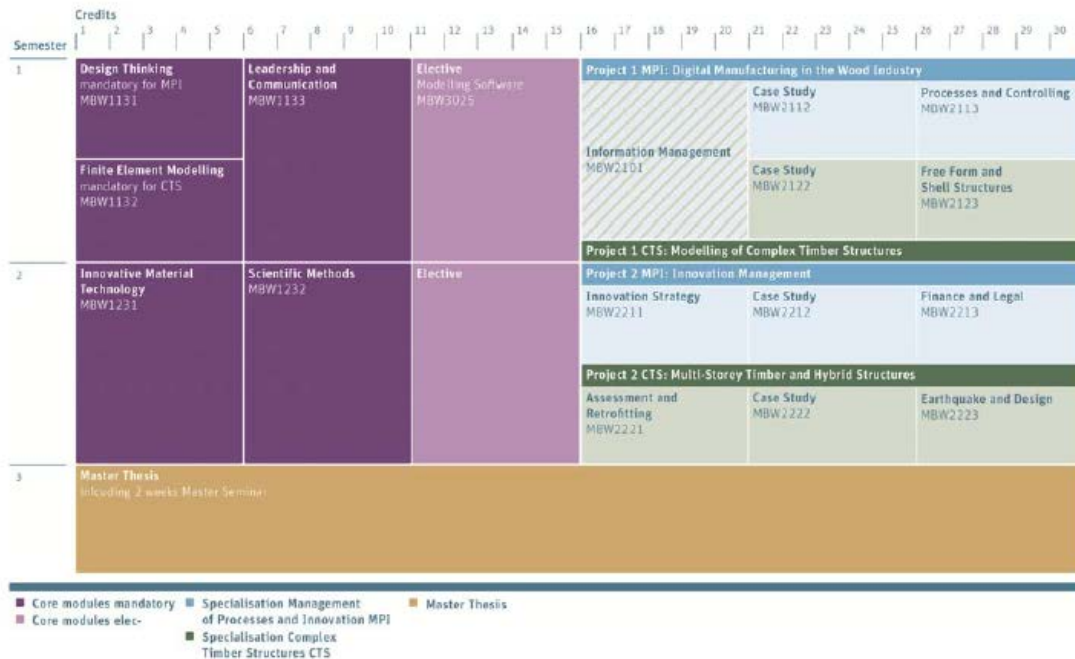 Credits
Semester
1 2 3 4 5 6 7 8 9 10 11 12 13 14 15 16 17 18 19 20 21 22 23 24 25 26 27 28 29 30
1
Design Thinking
mandatory for MPI
MBW1131
Finite Element Modelling
mandatory for CTS
MBW1132
Leadership and
Communication
MBW1133
Elective
Modelling Software
MBW3025
Project 1 MPI: Digital Manufacturing in the Wood Industry
Information Management
MBW2101
Case Study
MBW2112
Processes and Controlling
MBW2113
Case Study
MBW2122
Free Form and
Shell Structures
MBW2123
Project 1 CTS: Modelling of Complex Timber Structures
2
Innovative Material
Technology
MBW1231
Scientific Methods
MBW1232
Elective
Project 2 MPI: Innovation Management
Innovation Strategy
MBW2211
Case Study
MBW2212
Finance and Legal
MBW2213
Project 2 CTS: Multi-Storey Timber and Hybrid Structures
Assessment and
Retrofitting
MBW2221
Case Study
MBW2222
Earthquake and Design
MBW2223
3
Master Thesis
Infcuding 2 weeks Master Seminar
Core modules mandatory
Core modules elec-
Specialisation Management
of Processes and Innovation MPI
Specialisation Complex
Timber Structures CTS
Master Thesiis